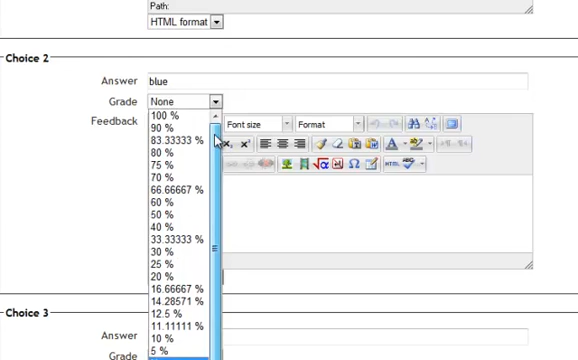 Path:
HTML format
Choice 2
Answer blue
Grade None
Feedback
Font size Format
100 %
90 %
83.33333 %
80 %
75 %
70 %
66.66667 %
60 %
50 %
40 %
33.33333 %
30 %
25 %
20 %
16.66667 %
14.28571 %
12.5 %
11.11111 %
10 %
5 %
HTML
Choice 3
Answer
Grade